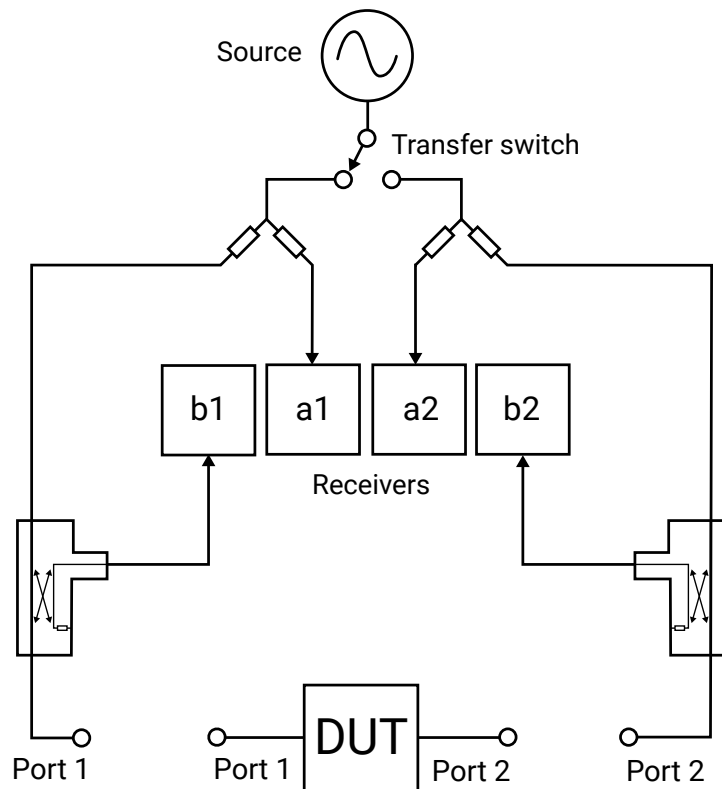 Source
Transfer switch
b1
a1
a2
b2
Receivers
DUT
Port 1
Port 1
Port 2
Port 2